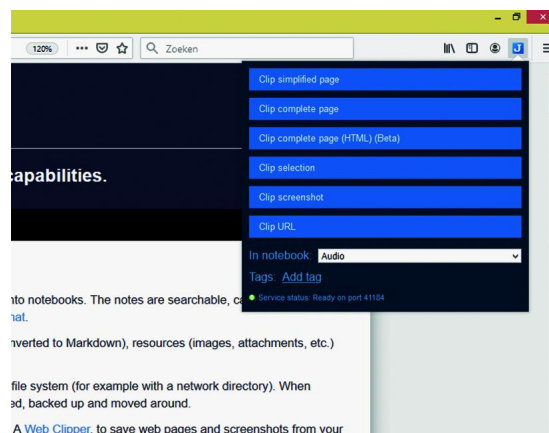 120%
Zoeken
J
Clip simplified page
Clip complete page
Clip complete page (HTML) (Beta)
Clip selection
Clip screenshot
Clip URL
In notebook: Audio
Tags: Add tag
Service status: Ready on port 41184
capabilities.
nto notebooks. The notes are searchable,
hat.
nverted to Markdown), resources (images, attachments, etc.)
file system (for example with a network directory). When
ed, backed up and moved around.
A Web Clipper, to save web pages and screenshots from your